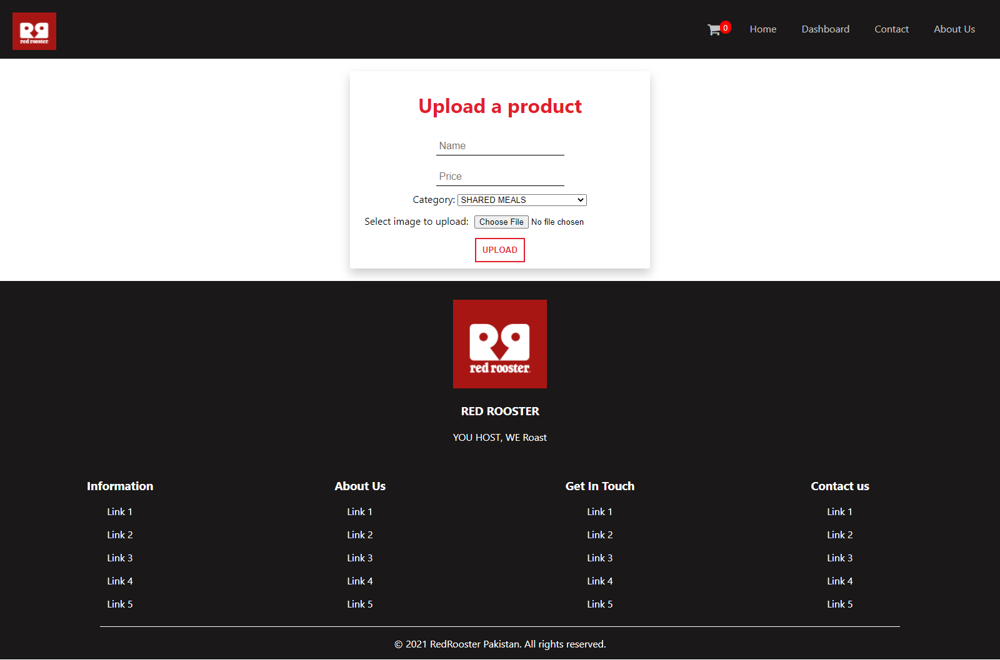 red rooster
0
Home
Dashboard
Contact
About Us
Upload a product
Name
Price
Category: SHARED MEALS
Select image to upload: Choose File No file chosen
UPLOAD
red rooster
RED ROOSTER
YOU HOST, WE Roast
Information
Link 1
Link 2
Link 3
Link 4
Link 5
About Us
Link 1
Link 2
Link 3
Link 4
Link 5
Get In Touch
Link 1
Link 2
Link 3
Link 4
Link 5
Contact us
Link 1
Link 2
Link 3
Link 4
Link 5
© 2021 RedRooster Pakistan. All rights reserved.